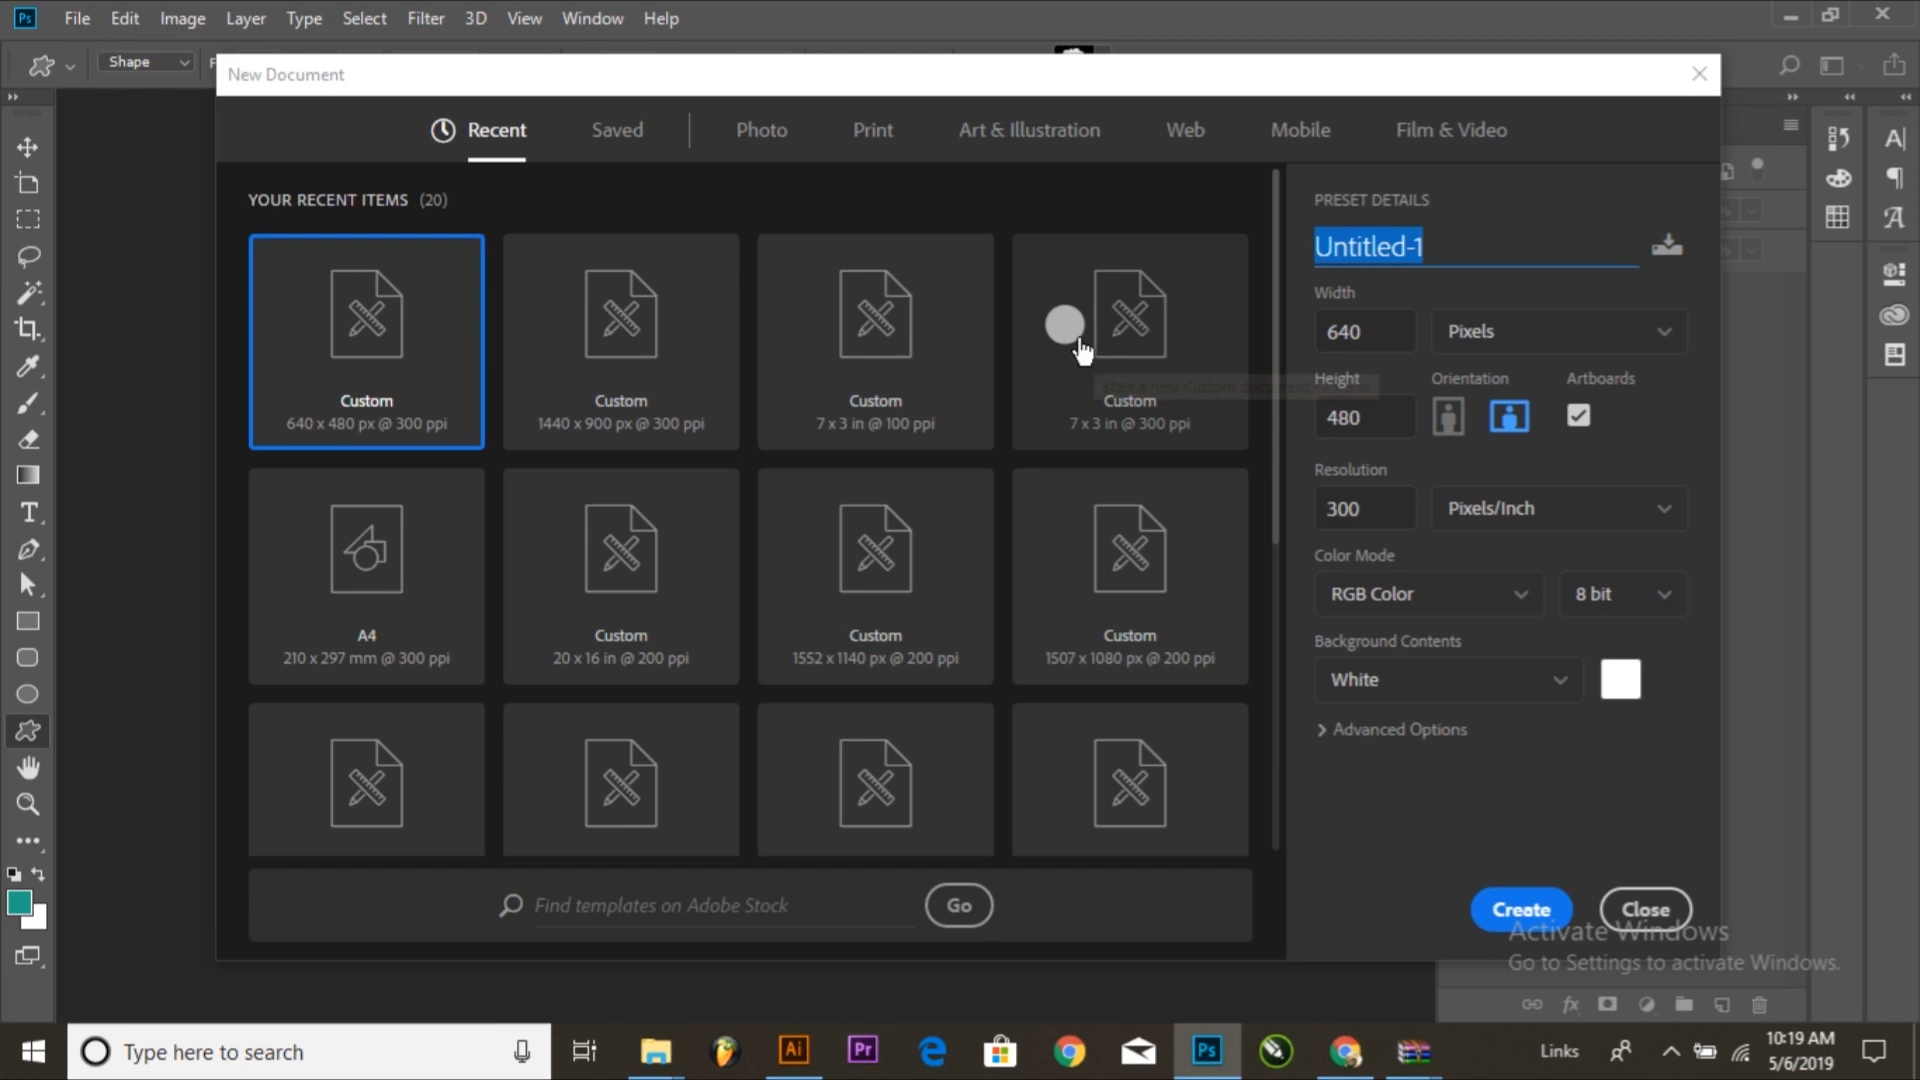 Ps File Edit Image Layer Type Select Filter 3D View Window Help
Shape
New Document
Recent Saved Photo Print Art & Illustration Web Mobile Film & Video
YOUR RECENT ITEMS (20)
Custom
640 x 480 px @ 300 ppi
Custom
1440 x 900 px @ 300 ppi
Custom
7 x 3 in @ 100 ppi
Custom
7 x 3 in @ 300 ppi
A4
210 x 297 mm @ 300 ppi
Custom
20 x 16 in @ 200 ppi
Custom
1552 x 1140 px @ 200 ppi
Custom
1507 x 1080 px @ 200 ppi
Find templates on Adobe Stock
Go
PRESET DETAILS
Untitled-1
Width
640 Pixels
Height Orientation Artboards
480
Resolution
300 Pixels/Inch
Color Mode
RGB Color 8 bit
Background Contents
White
Advanced Options
Create Close
Activate Windows
Go to Settings to activate Windows.
Type here to search
Ai Pr Ps
Links
10:19 AM
5/6/2019